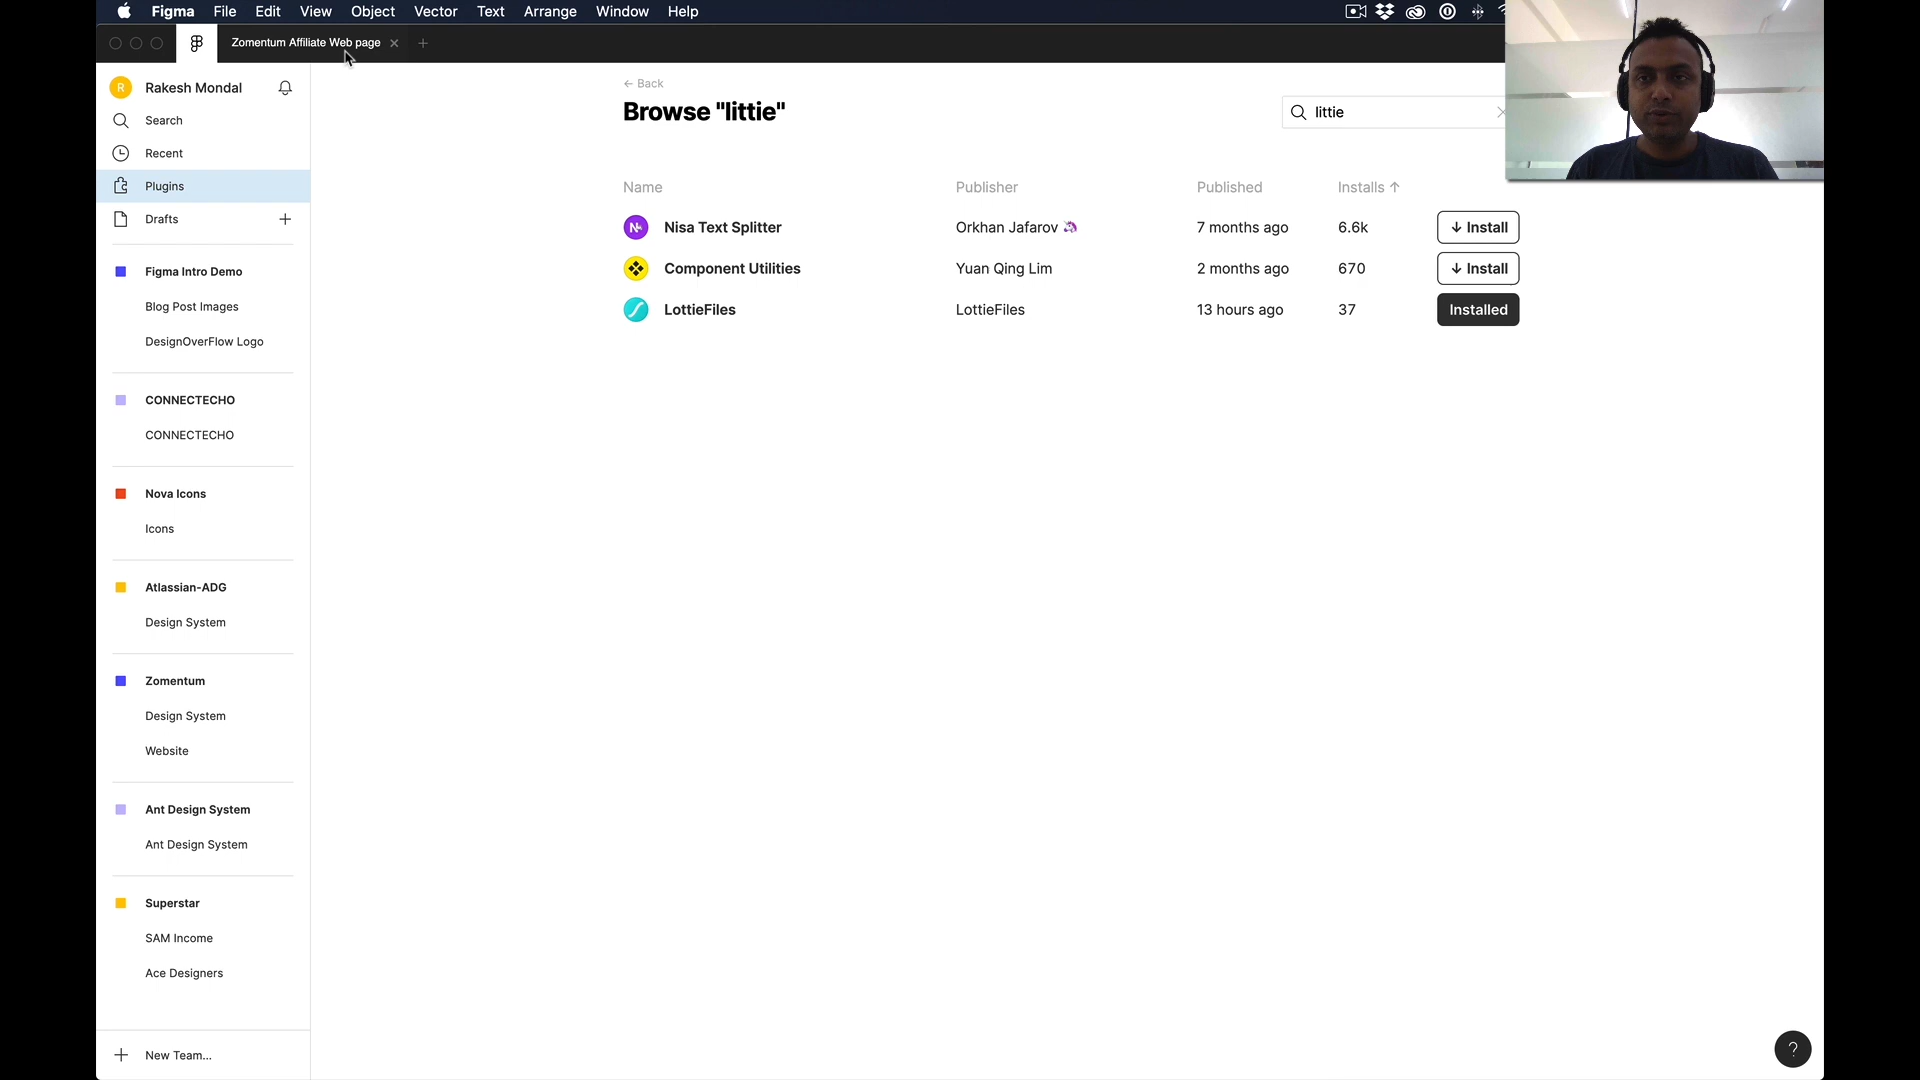 Figma File Edit View Object Vector Text Arrange Window Help
Zomentum Affiliate Web page
R Rakesh Mondal
Search
Recent
Plugins
Drafts
Figma Intro Demo
Blog Post Images
DesignOverFlow Logo
CONNECTECHO
CONNECTECHO
Nova Icons
Icons
Atlassian-ADG
Design System
Zomentum
Design System
Website
Ant Design System
Ant Design System
Superstar
SAM Income
Ace Designers
New Team...
← Back
Browse "littie"
littie
Name Publisher Published Installs ↑
N Nisa Text Splitter Orkhan Jafarov 🦄 7 months ago 6.6k ↓ Install
Component Utilities Yuan Qing Lim 2 months ago 670 ↓ Install
LottieFiles LottieFiles 13 hours ago 37 Installed
?